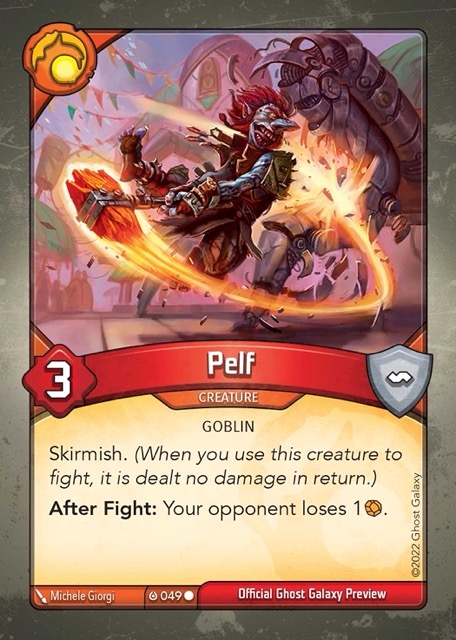 Pelf
3
CREATURE
GOBLIN
Skirmish. (When you use this creature to
fight, it is dealt no damage in return.)
After Fight: Your opponent loses 1.
©2022 Ghost Galaxy
Michele Giorgi
049
Official Ghost Galaxy Preview